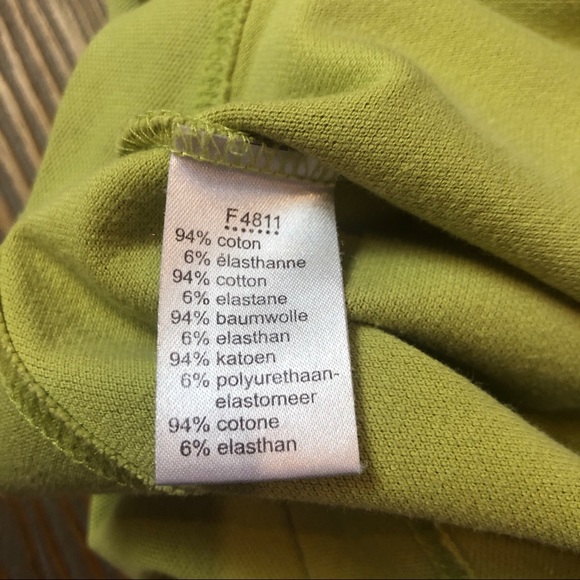 F4811
94% coton
6% élasthanne
94% cotton
6% elastane
94% baumwolle
6% elasthan
94% katoen
6% polyurethaan-
elastomeer
94% cotone
6% elasthan